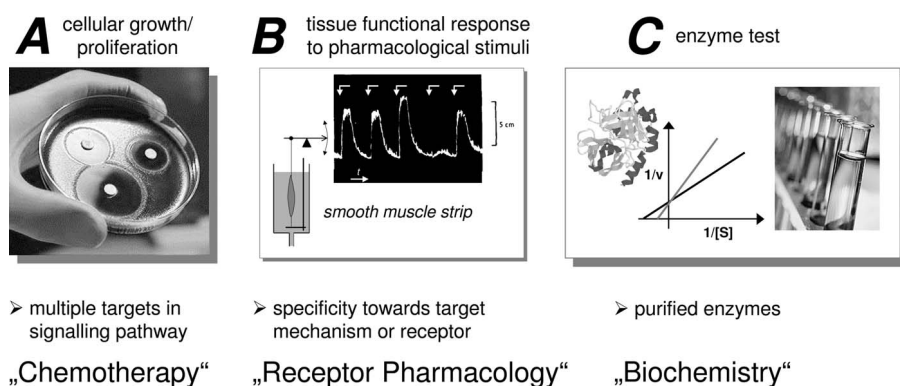 A cellular growth/
proliferation
B tissue functional response
to pharmacological stimuli
C enzyme test
5 cm
t
smooth muscle strip
1/v
1/[S]
➢ multiple targets in
signalling pathway
➢ specificity towards target
mechanism or receptor
➢ purified enzymes
„Chemotherapy“
„Receptor Pharmacology“
„Biochemistry“